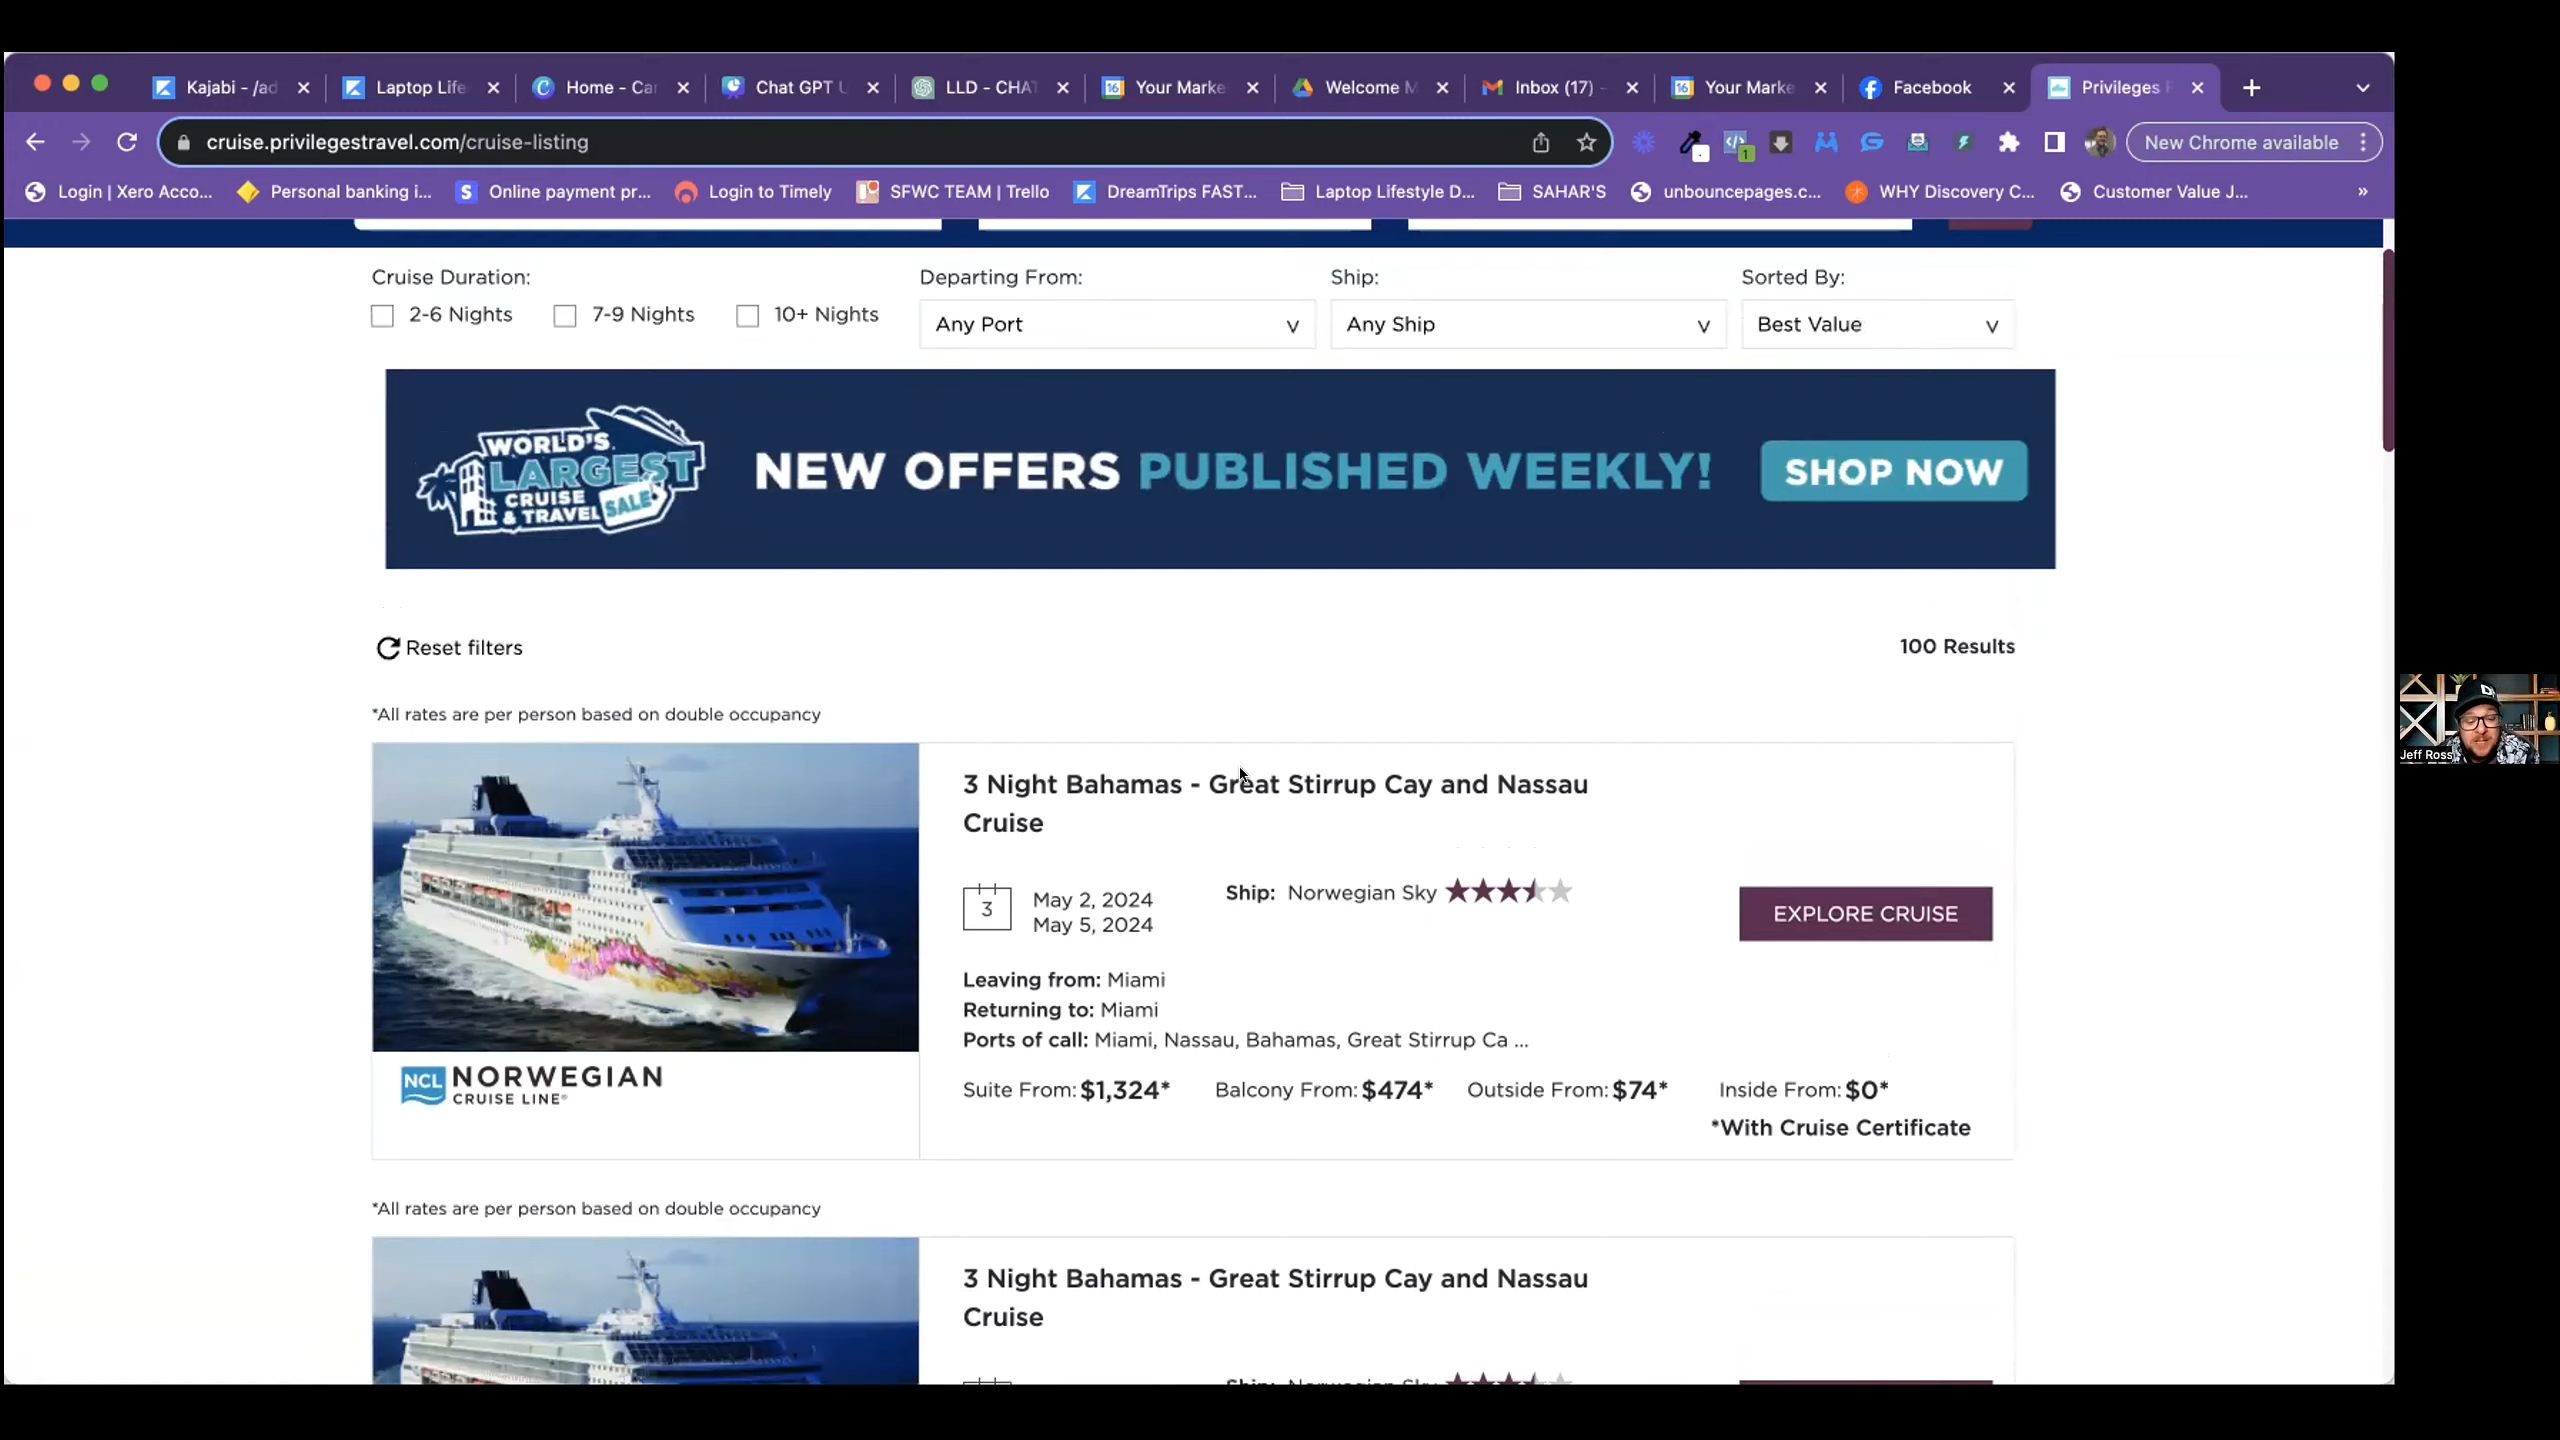 Kajabi - /ad
Laptop Life
Home - Ca
Chat GPT U
LLD - CHAT
Your Marke
Welcome M
Inbox (17) -
Your Marke
Facebook
Privileges
cruise.privilegestravel.com/cruise-listing
New Chrome available
Login | Xero Acco...
Personal banking i...
Online payment pr...
Login to Timely
SFWC TEAM | Trello
DreamTrips FAST...
Laptop Lifestyle D...
SAHAR'S
unbouncepages.c...
WHY Discovery C...
Customer Value J...
»
Cruise Duration:
2-6 Nights
7-9 Nights
10+ Nights
Departing From:
Any Port
Ship:
Any Ship
Sorted By:
Best Value
WORLD'S
LARGEST
CRUISE
& TRAVEL SALE
NEW OFFERS PUBLISHED WEEKLY!
SHOP NOW
Reset filters
100 Results
*All rates are per person based on double occupancy
3 Night Bahamas - Great Stirrup Cay and Nassau
Cruise
3
May 2, 2024
May 5, 2024
Ship: Norwegian Sky
EXPLORE CRUISE
Leaving from: Miami
Returning to: Miami
Ports of call: Miami, Nassau, Bahamas, Great Stirrup Ca ...
NCL NORWEGIAN
CRUISE LINE®
Suite From: $1,324* Balcony From: $474* Outside From: $74* Inside From: $0*
*With Cruise Certificate
*All rates are per person based on double occupancy
3 Night Bahamas - Great Stirrup Cay and Nassau
Cruise
Jeff Ross